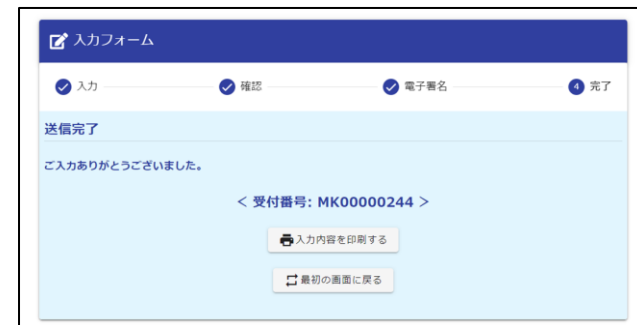 入力フォーム
入力 確認 電子署名 4 完了
送信完了
ご入力ありがとうございました。
< 受付番号: MK00000244 >
入力内容を印刷する
最初の画面に戻る